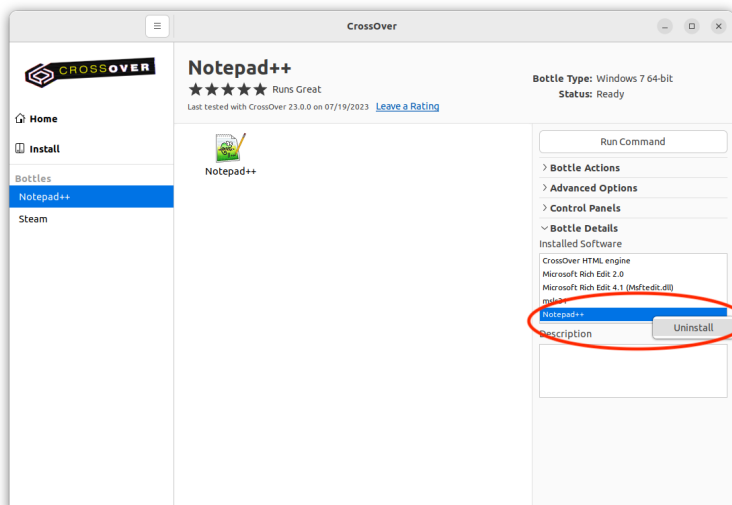 CrossOver
CROSSOVER
Home
Install
Bottles
Notepad++
Steam
Notepad++
Runs Great
Last tested with CrossOver 23.0.0 on 07/19/2023 Leave a Rating
Bottle Type: Windows 7 64-bit
Status: Ready
Notepad++
Run Command
Bottle Actions
Advanced Options
Control Panels
Bottle Details
Installed Software
CrossOver HTML engine
Microsoft Rich Edit 2.0
Microsoft Rich Edit 4.1 (Msftedit.dll)
Notepad++
Uninstall
Description